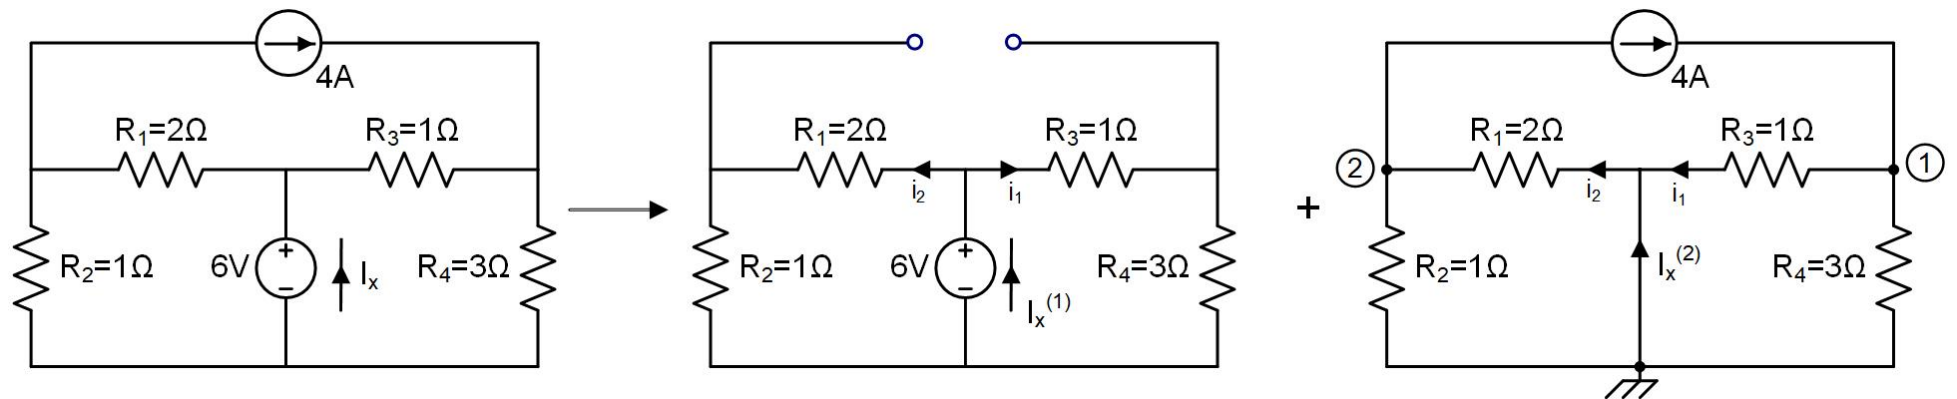 4A
R₁=2Ω
R₃=1Ω
R₂=1Ω
6V
+
−
Iₓ
R₄=3Ω
R₁=2Ω
R₃=1Ω
i₂
i₁
R₂=1Ω
6V
+
−
Iₓ⁽¹⁾
R₄=3Ω
+
4A
R₁=2Ω
R₃=1Ω
2
1
i₂
i₁
R₂=1Ω
Iₓ⁽²⁾
R₄=3Ω